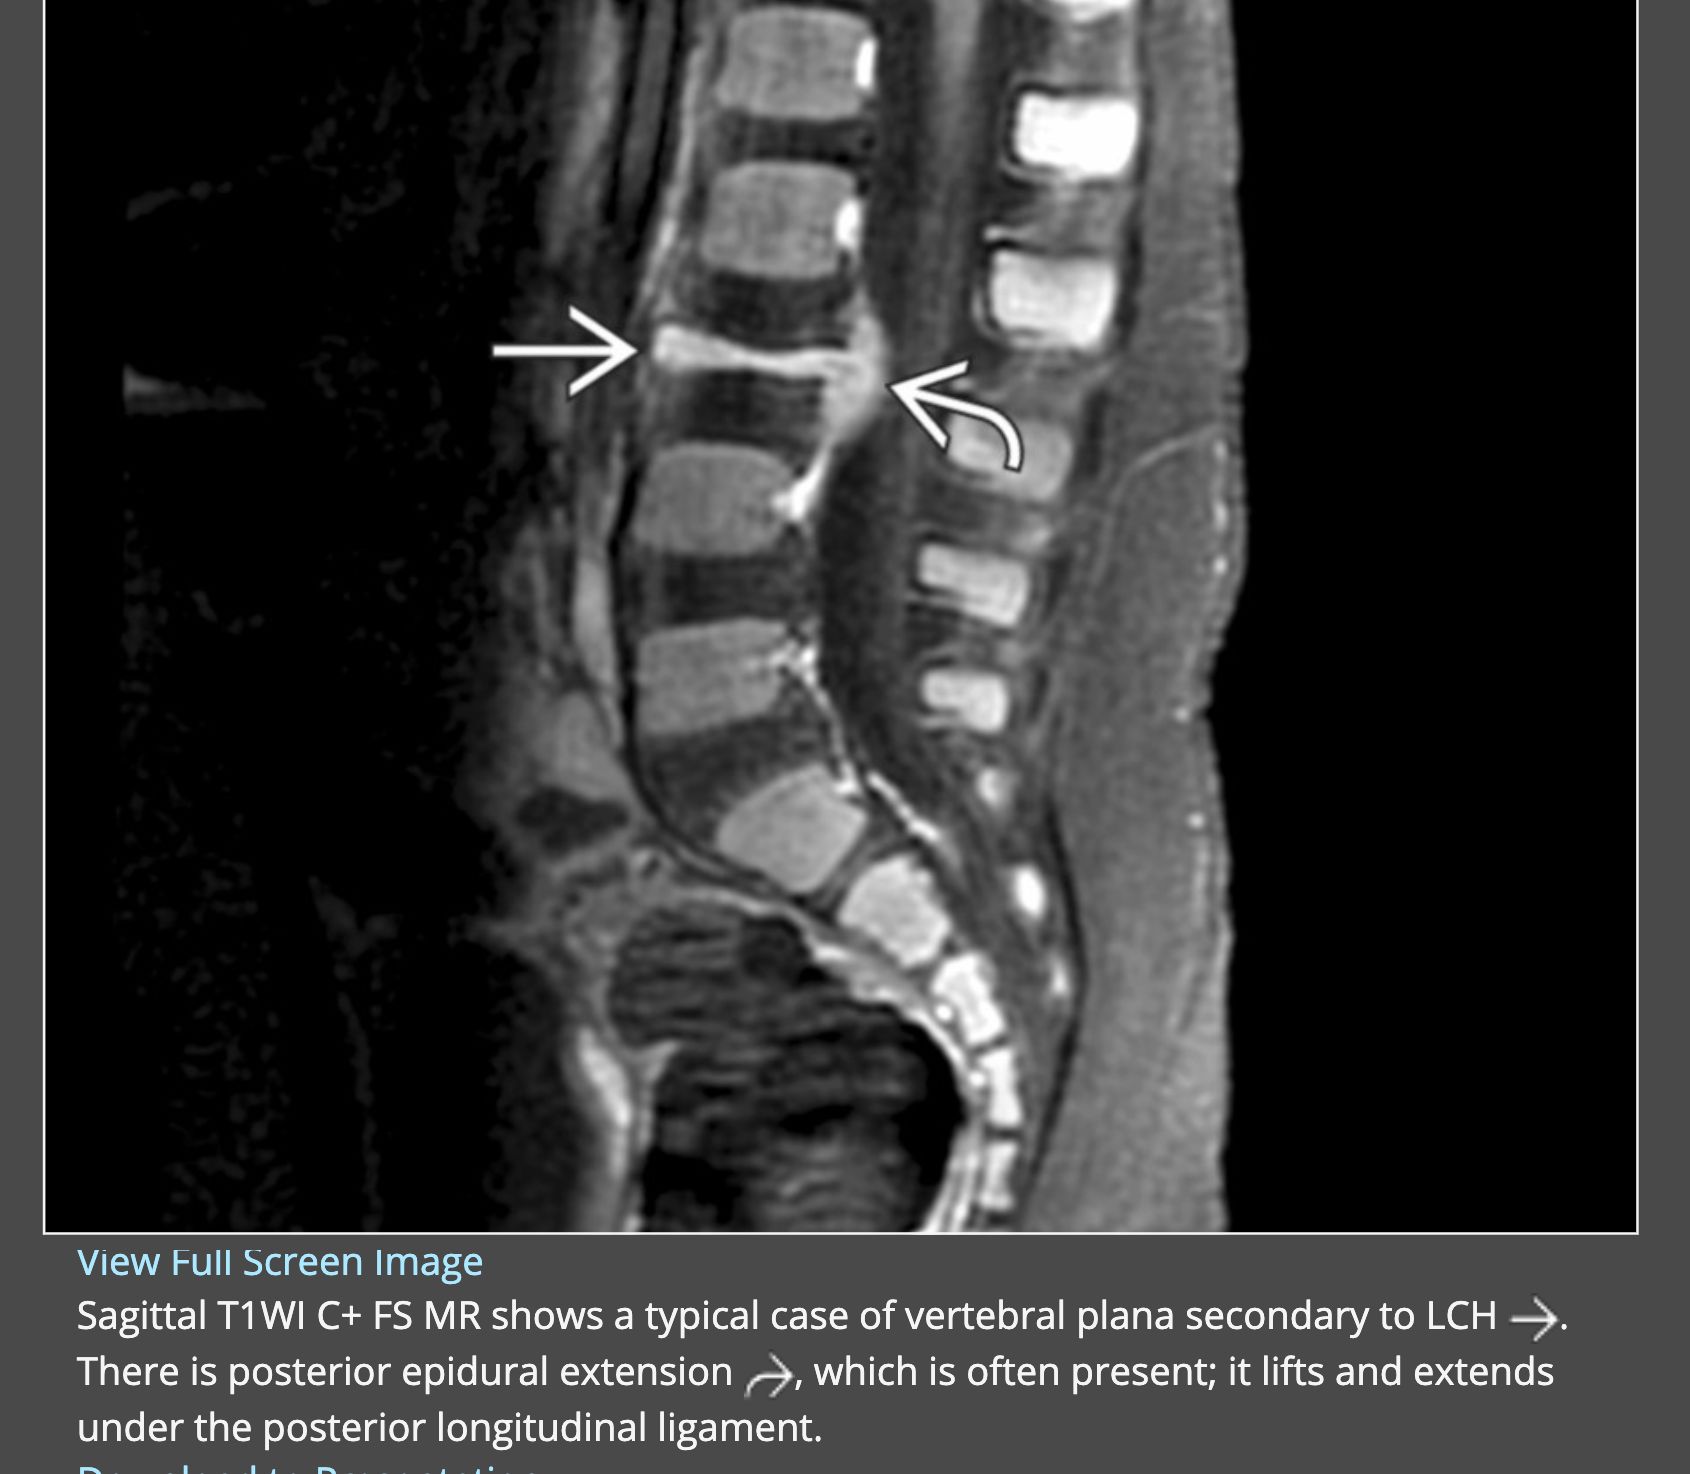 View Full Screen Image
Sagittal T1WI C+ FS MR shows a typical case of vertebral plana secondary to LCH →.
There is posterior epidural extension ↷, which is often present; it lifts and extends
under the posterior longitudinal ligament.